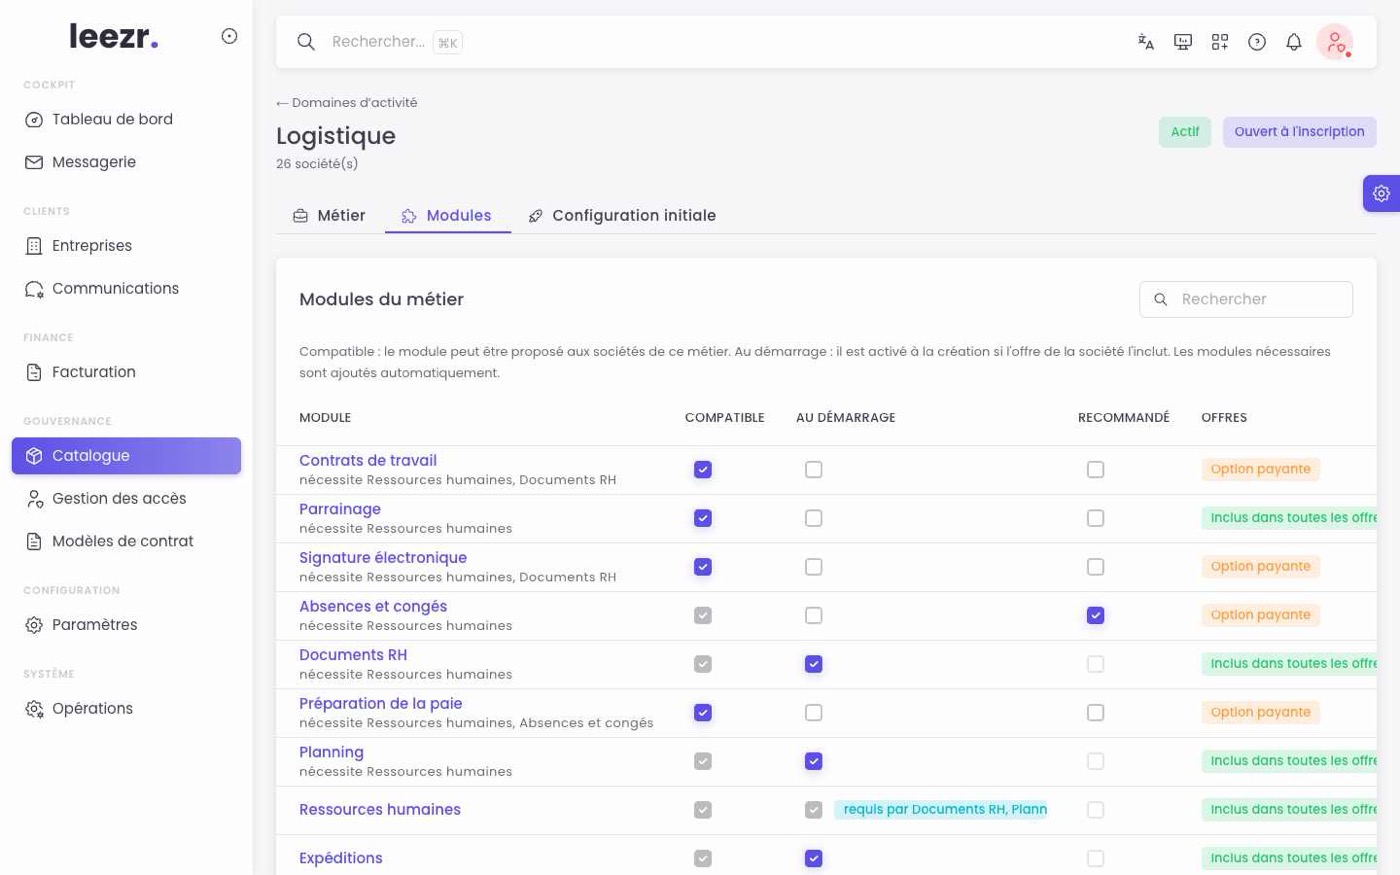 leezr.
Rechercher... ⌘K
COCKPIT
Tableau de bord
Messagerie
CLIENTS
Entreprises
Communications
FINANCE
Facturation
GOUVERNANCE
Catalogue
Gestion des accès
Modèles de contrat
CONFIGURATION
Paramètres
SYSTÈME
Opérations
← Domaines d'activité
Logistique
Actif Ouvert à l'inscription
26 société(s)
Métier Modules Configuration initiale
Modules du métier
Rechercher
Compatible : le module peut être proposé aux sociétés de ce métier. Au démarrage : il est activé à la création si l'offre de la société l'inclut. Les modules nécessaires
sont ajoutés automatiquement.
MODULE COMPATIBLE AU DÉMARRAGE RECOMMANDÉ OFFRES
Contrats de travail
nécessite Ressources humaines, Documents RH
Option payante
Parrainage
nécessite Ressources humaines
Inclus dans toutes les offre
Signature électronique
nécessite Ressources humaines, Documents RH
Option payante
Absences et congés
nécessite Ressources humaines
Option payante
Documents RH
nécessite Ressources humaines
Inclus dans toutes les offre
Préparation de la paie
nécessite Ressources humaines, Absences et congés
Option payante
Planning
nécessite Ressources humaines
Inclus dans toutes les offre
Ressources humaines requis par Documents RH, Plann Inclus dans toutes les offre
Expéditions Inclus dans toutes les offre